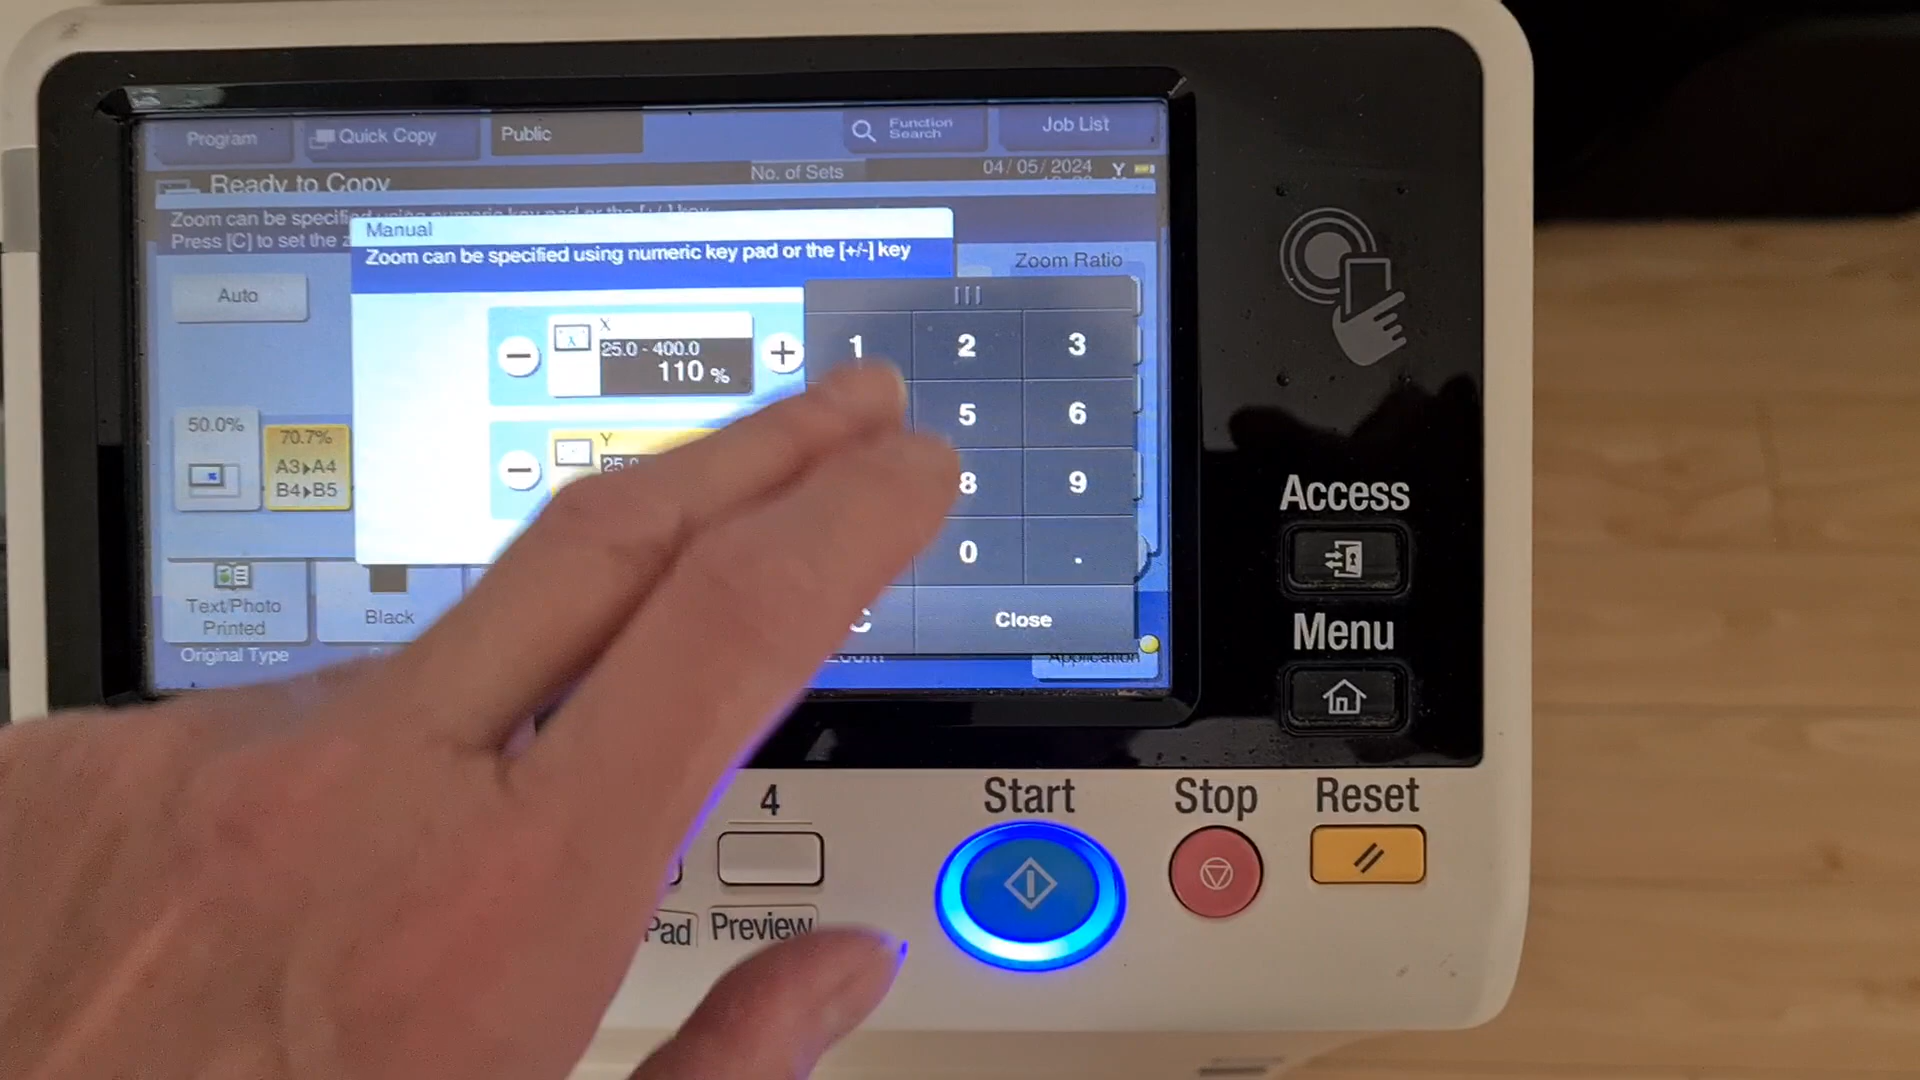 Program
Quick Copy
Public
Function
Search
Job List
No. of Sets
04/05/2024
Y
Ready to Copy
Zoom can be specified using numeric key pad or the [+/-] key
Press [C] to set the z
Manual
Zoom can be specified using numeric key pad or the [+/-] key
Zoom Ratio
Auto
X
25.0 - 400.0
110 %
Y
25.0
1 2 3
5 6
8 9
0 .
C
Close
50.0%
70.7%
A3▸A4
B4▸B5
Text/Photo
Printed
Original Type
Black
Zoom
Application
Access
Menu
4
Start
Stop
Reset
Pad
Preview